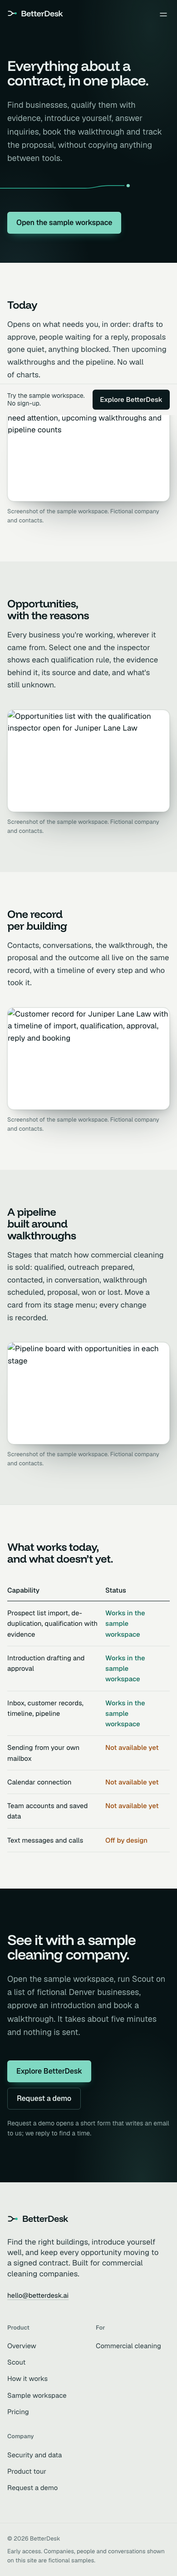 BetterDesk
Everything about a
contract, in one place.
Find businesses, qualify them with
evidence, introduce yourself, answer
inquiries, book the walkthrough and track
the proposal, without copying anything
between tools.
Open the sample workspace
Today
Opens on what needs you, in order: drafts to
approve, people waiting for a reply, proposals
gone quiet, anything blocked. Then upcoming
walkthroughs and the pipeline. No wall
of charts.
Try the sample workspace.
No sign-up.
Explore BetterDesk
need attention, upcoming walkthroughs and
pipeline counts
Screenshot of the sample workspace. Fictional company
and contacts.
Opportunities,
with the reasons
Every business you're working, wherever it
came from. Select one and the inspector
shows each qualification rule, the evidence
behind it, its source and date, and what's
still unknown.
Opportunities list with the qualification
inspector open for Juniper Lane Law
Screenshot of the sample workspace. Fictional company
and contacts.
One record
per building
Contacts, conversations, the walkthrough, the
proposal and the outcome all live on the same
record, with a timeline of every step and who
took it.
Customer record for Juniper Lane Law with
a timeline of import, qualification, approval,
reply and booking
Screenshot of the sample workspace. Fictional company
and contacts.
A pipeline
built around
walkthroughs
Stages that match how commercial cleaning
is sold: qualified, outreach prepared,
contacted, in conversation, walkthrough
scheduled, proposal, won or lost. Move a
card from its stage menu; every change
is recorded.
Pipeline board with opportunities in each
stage
Screenshot of the sample workspace. Fictional company
and contacts.
What works today,
and what doesn't yet.
Capability Status
Prospect list import, de-
duplication, qualification with
evidence
Works in the
sample
workspace
Introduction drafting and
approval
Works in the
sample
workspace
Inbox, customer records,
timeline, pipeline
Works in the
sample
workspace
Sending from your own
mailbox
Not available yet
Calendar connection Not available yet
Team accounts and saved
data
Not available yet
Text messages and calls Off by design
See it with a sample
cleaning company.
Open the sample workspace, run Scout on
a list of fictional Denver businesses,
approve an introduction and book a
walkthrough. It takes about five minutes
and nothing is sent.
Explore BetterDesk
Request a demo
Request a demo opens a short form that writes an email
to us; we reply to find a time.
BetterDesk
Find the right buildings, introduce yourself
well, and keep every opportunity moving to
a signed contract. Built for commercial
cleaning companies.
hello@betterdesk.ai
Product
Overview
Scout
How it works
Sample workspace
Pricing
For
Commercial cleaning
Company
Security and data
Product tour
Request a demo
© 2026 BetterDesk
Early access. Companies, people and conversations shown
on this site are fictional samples.